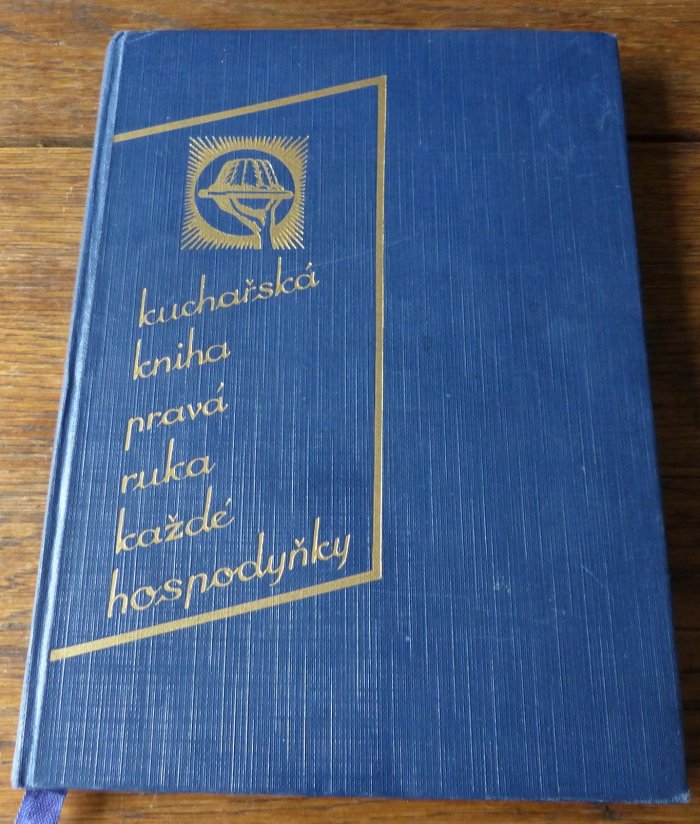 kuchařská
kniha
pravá
ruka
každé
hospodyňky